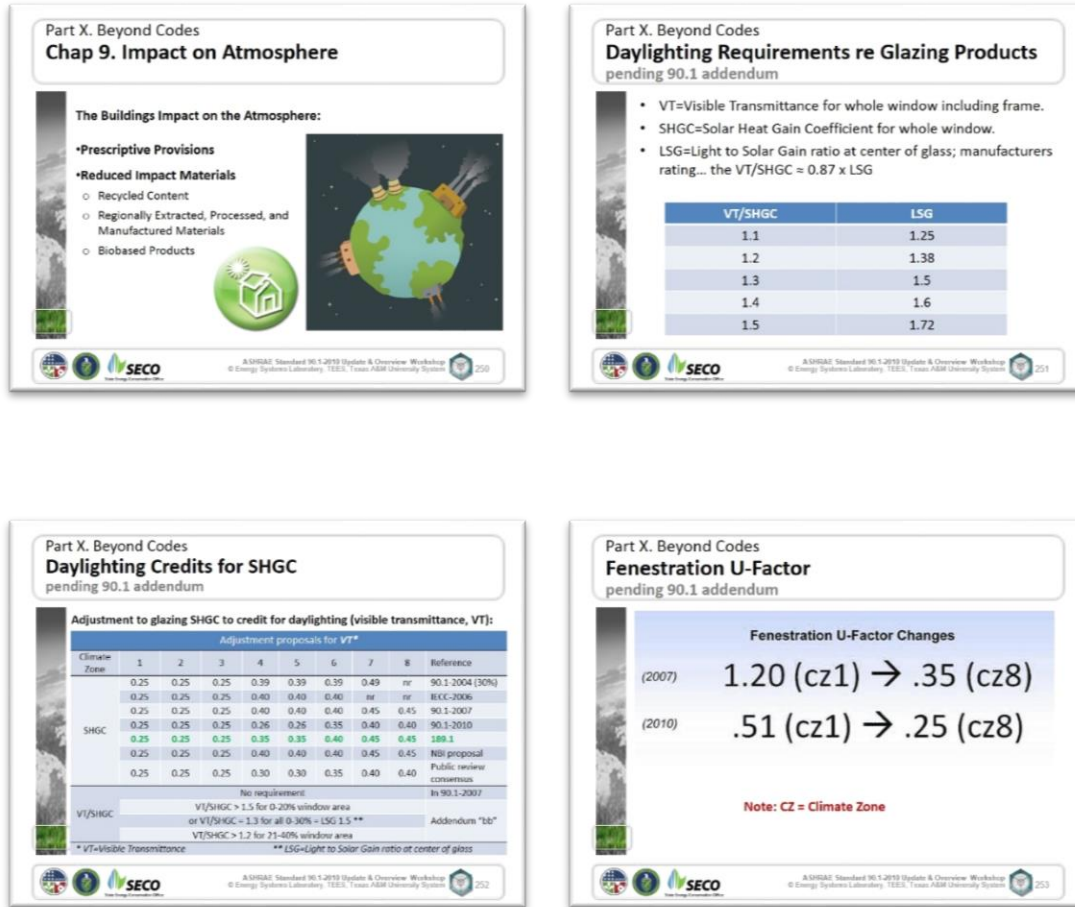 Part X. Beyond Codes
Chap 9. Impact on Atmosphere
The Buildings Impact on the Atmosphere:
•Prescriptive Provisions
•Reduced Impact Materials
o Recycled Content
o Regionally Extracted, Processed, and
Manufactured Materials
o Biobased Products
SECO
State Energy Conservation Office
ASHRAE Standard 90.1-2010 Update & Overview Workshop
© Energy Systems Laboratory, TEES, Texas A&M University System
250
Part X. Beyond Codes
Daylighting Requirements re Glazing Products
pending 90.1 addendum
• VT=Visible Transmittance for whole window including frame.
• SHGC=Solar Heat Gain Coefficient for whole window.
• LSG=Light to Solar Gain ratio at center of glass; manufacturers
rating... the VT/SHGC ≈ 0.87 x LSG
VT/SHGC LSG
1.1 1.25
1.2 1.38
1.3 1.5
1.4 1.6
1.5 1.72
SECO
State Energy Conservation Office
ASHRAE Standard 90.1-2010 Update & Overview Workshop
© Energy Systems Laboratory, TEES, Texas A&M University System
251
Part X. Beyond Codes
Daylighting Credits for SHGC
pending 90.1 addendum
Adjustment to glazing SHGC to credit for daylighting (visible transmittance, VT):
Adjustment proposals for VT*
Climate Zone 1 2 3 4 5 6 7 8 Reference
SHGC
0.25 0.25 0.25 0.39 0.39 0.39 0.49 nr 90.1-2004 (30%)
0.25 0.25 0.25 0.40 0.40 0.40 nr nr IECC-2006
0.25 0.25 0.25 0.40 0.40 0.40 0.45 0.45 90.1-2007
0.25 0.25 0.25 0.26 0.26 0.35 0.40 0.40 90.1-2010
0.25 0.25 0.25 0.35 0.35 0.40 0.45 0.45 189.1
0.25 0.25 0.25 0.40 0.40 0.40 0.45 0.45 NBI proposal
0.25 0.25 0.25 0.30 0.30 0.35 0.40 0.40 Public review consensus
VT/SHGC
No requirement In 90.1-2007
VT/SHGC > 1.5 for 0-20% window area
or VT/SHGC = 1.3 for all 0-30% = LSG 1.5 ** Addendum "bb"
VT/SHGC > 1.2 for 21-40% window area
* VT=Visible Transmittance ** LSG=Light to Solar Gain ratio at center of glass
SECO
State Energy Conservation Office
ASHRAE Standard 90.1-2010 Update & Overview Workshop
© Energy Systems Laboratory, TEES, Texas A&M University System
252
Part X. Beyond Codes
Fenestration U-Factor
pending 90.1 addendum
Fenestration U-Factor Changes
(2007) 1.20 (cz1) → .35 (cz8)
(2010) .51 (cz1) → .25 (cz8)
Note: CZ = Climate Zone
SECO
State Energy Conservation Office
ASHRAE Standard 90.1-2010 Update & Overview Workshop
© Energy Systems Laboratory, TEES, Texas A&M University System
253